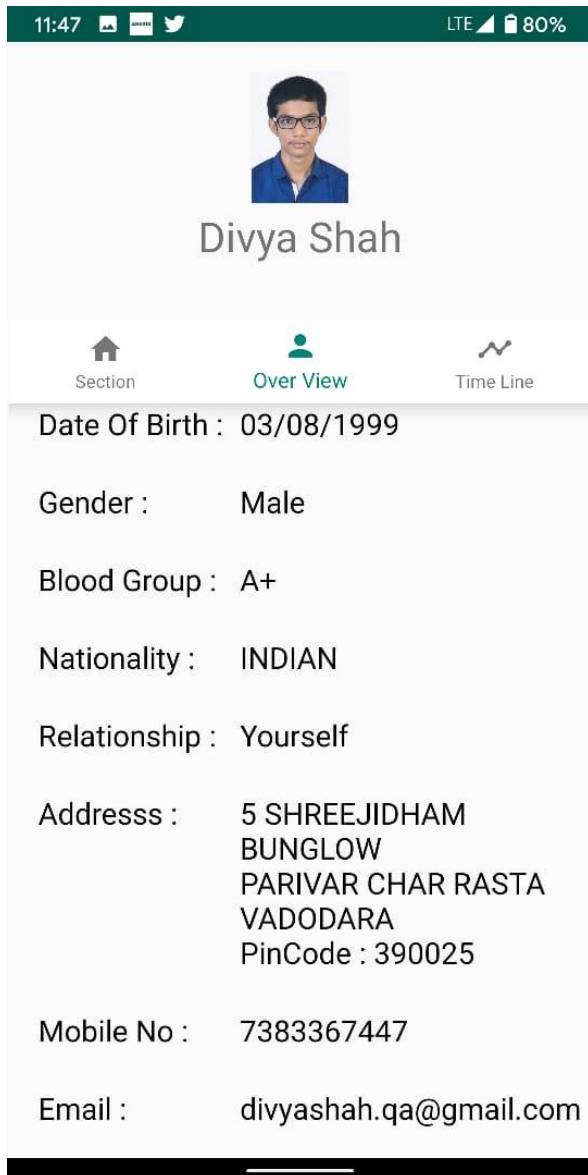 11:47 LTE 80%
Divya Shah
Section Over View Time Line
Date Of Birth : 03/08/1999
Gender : Male
Blood Group : A+
Nationality : INDIAN
Relationship : Yourself
Addresss : 5 SHREEJIDHAM
BUNGLOW
PARIVAR CHAR RASTA
VADODARA
PinCode : 390025
Mobile No : 7383367447
Email : divyashah.qa@gmail.com